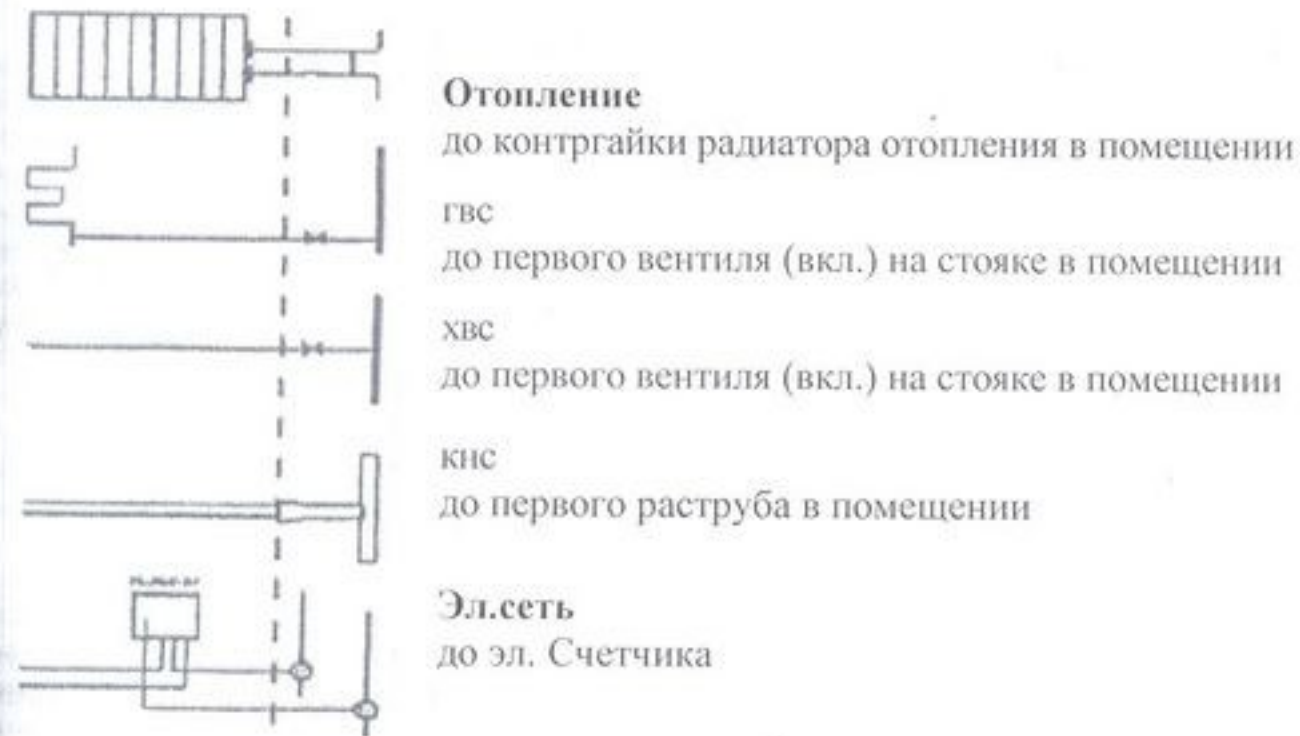 Отопление
до контргайки радиатора отопления в помещении
гвс
до первого вентиля (вкл.) на стояке в помещении
хвс
до первого вентиля (вкл.) на стояке в помещении
кнс
до первого раструба в помещении
Эл.сеть
до эл. Счетчика